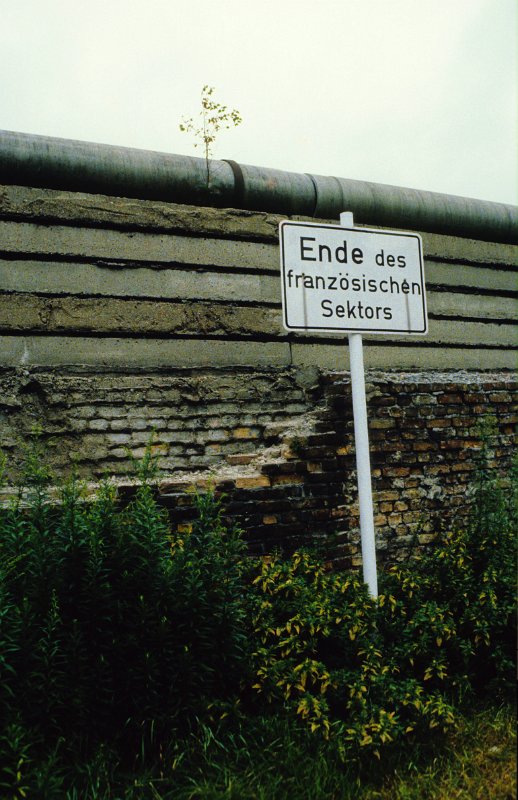 Ende des
französischen
Sektors